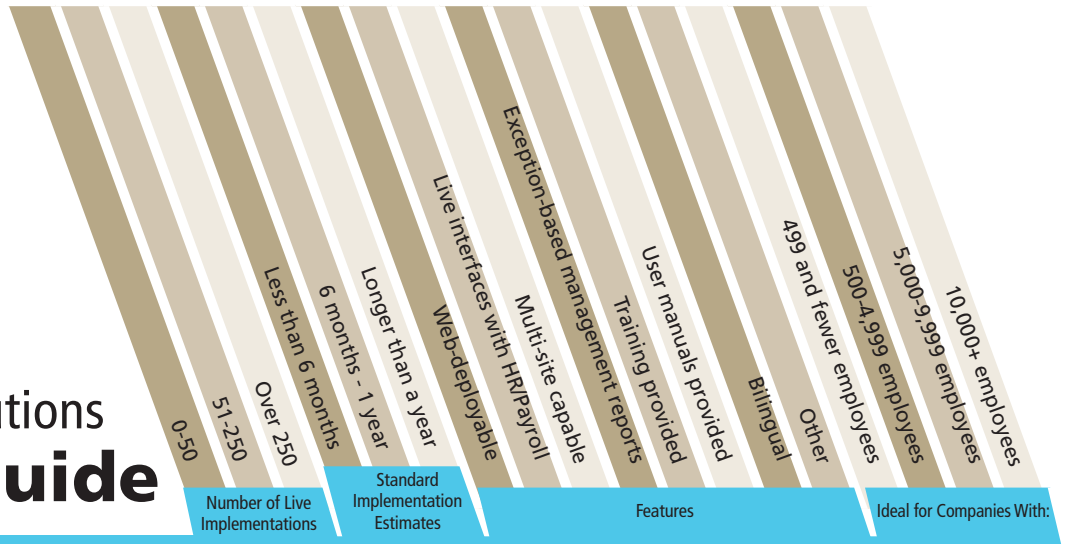 0-50
51-250
Over 250
Less than 6 months
6 months - 1 year
Longer than a year
Web-deployable
Live interfaces with HR/Payroll
Multi-site capable
Exception-based management reports
Training provided
User manuals provided
Bilingual
Other
499 and fewer employees
500-4,999 employees
5,000-9,999 employees
10,000+ employees
utions
uide
Number of Live
Implementations
Standard
Implementation
Estimates
Features
Ideal for Companies With: